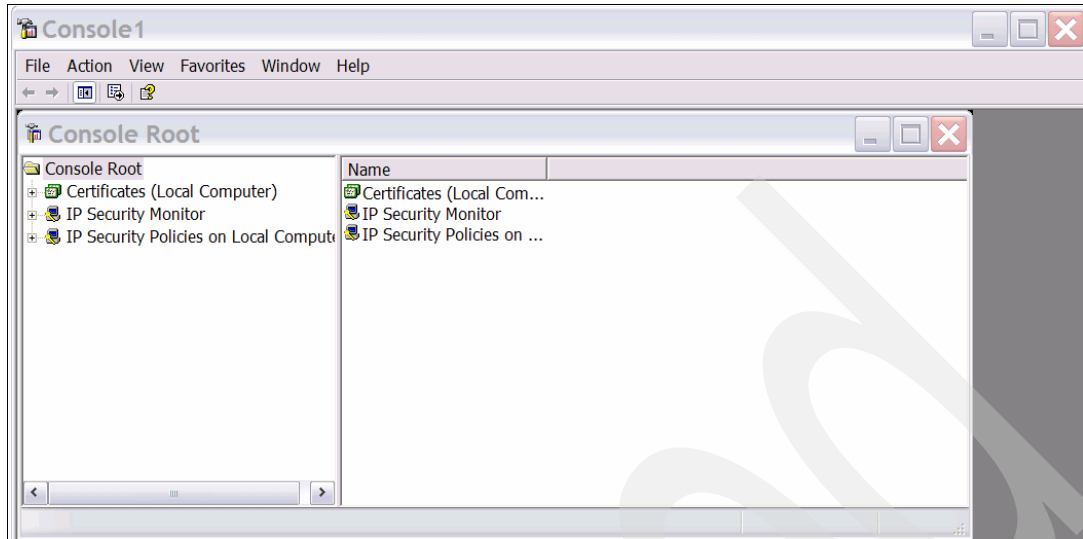 Console1
File Action View Favorites Window Help
Console Root
Console Root
Name
Certificates (Local Computer)
Certificates (Local Com...
IP Security Monitor
IP Security Monitor
IP Security Policies on Local Compute
IP Security Policies on ...